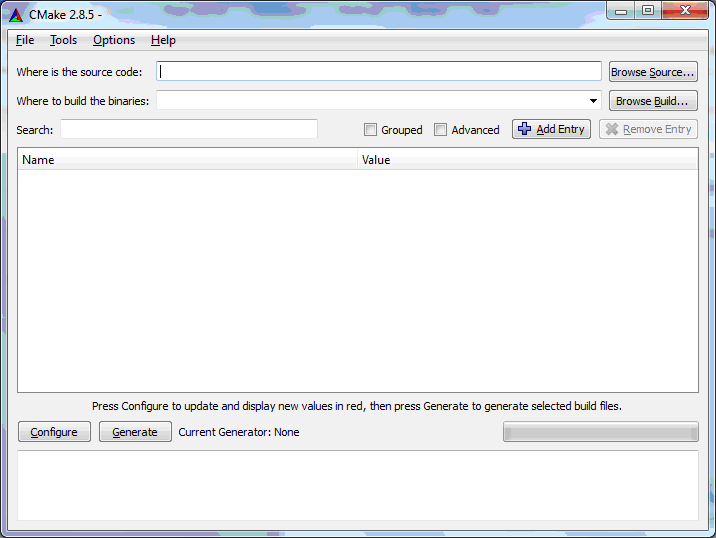 CMake 2.8.5 -
File Tools Options Help
Where is the source code: Browse Source...
Where to build the binaries: Browse Build...
Search: Grouped Advanced Add Entry Remove Entry
Name Value
Press Configure to update and display new values in red, then press Generate to generate selected build files.
Configure Generate Current Generator: None